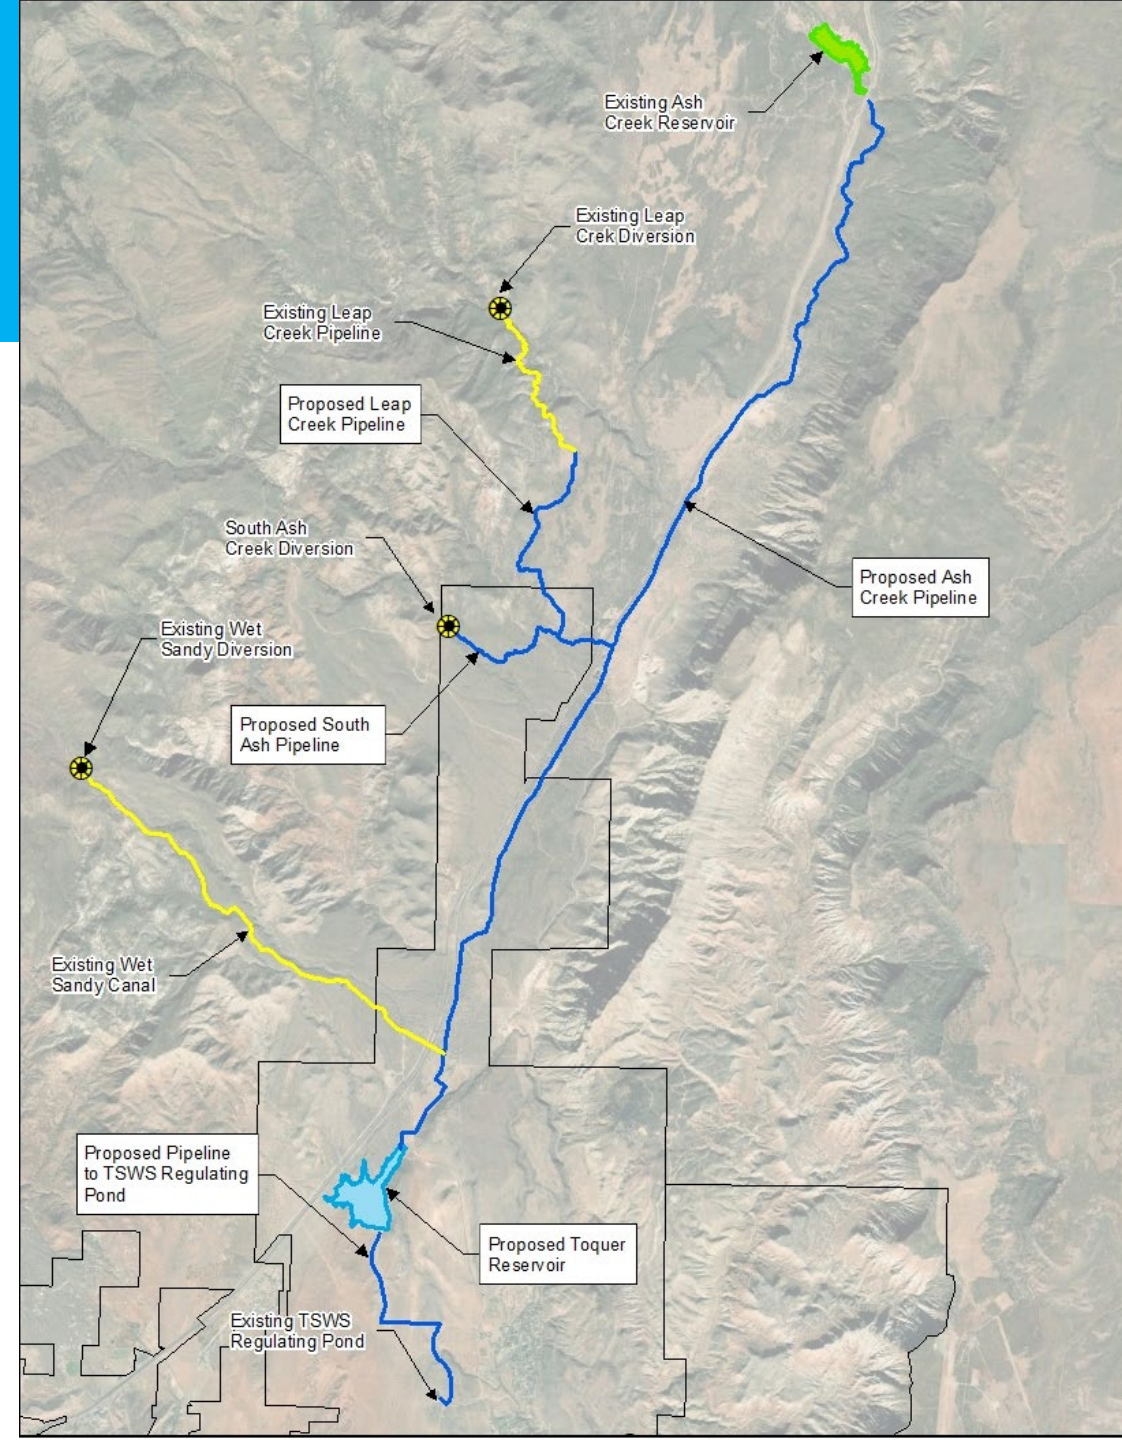 Existing Ash
Creek Reservoir
Existing Leap
Crek Diversion
Existing Leap
Creek Pipeline
Proposed Leap
Creek Pipeline
South Ash
Creek Diversion
Proposed Ash
Creek Pipeline
Existing Wet
Sandy Diversion
Proposed South
Ash Pipeline
Existing Wet
Sandy Canal
Proposed Pipeline
to TSWS Regulating
Pond
Proposed Toquer
Reservoir
Existing TSWS
Regulating Pond